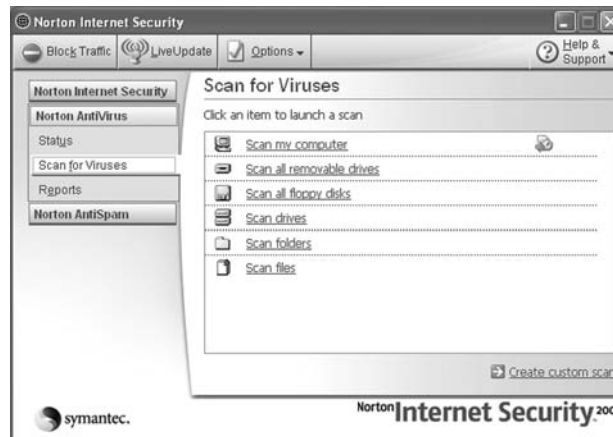 Norton Internet Security
Block Traffic LiveUpdate Options Help & Support
Norton Internet Security
Norton AntiVirus
Status
Scan for Viruses
Reports
Norton AntiSpam
Scan for Viruses
Click an item to launch a scan
Scan my computer
Scan all removable drives
Scan all floppy disks
Scan drives
Scan folders
Scan files
Create custom scan
symantec.
Norton Internet Security